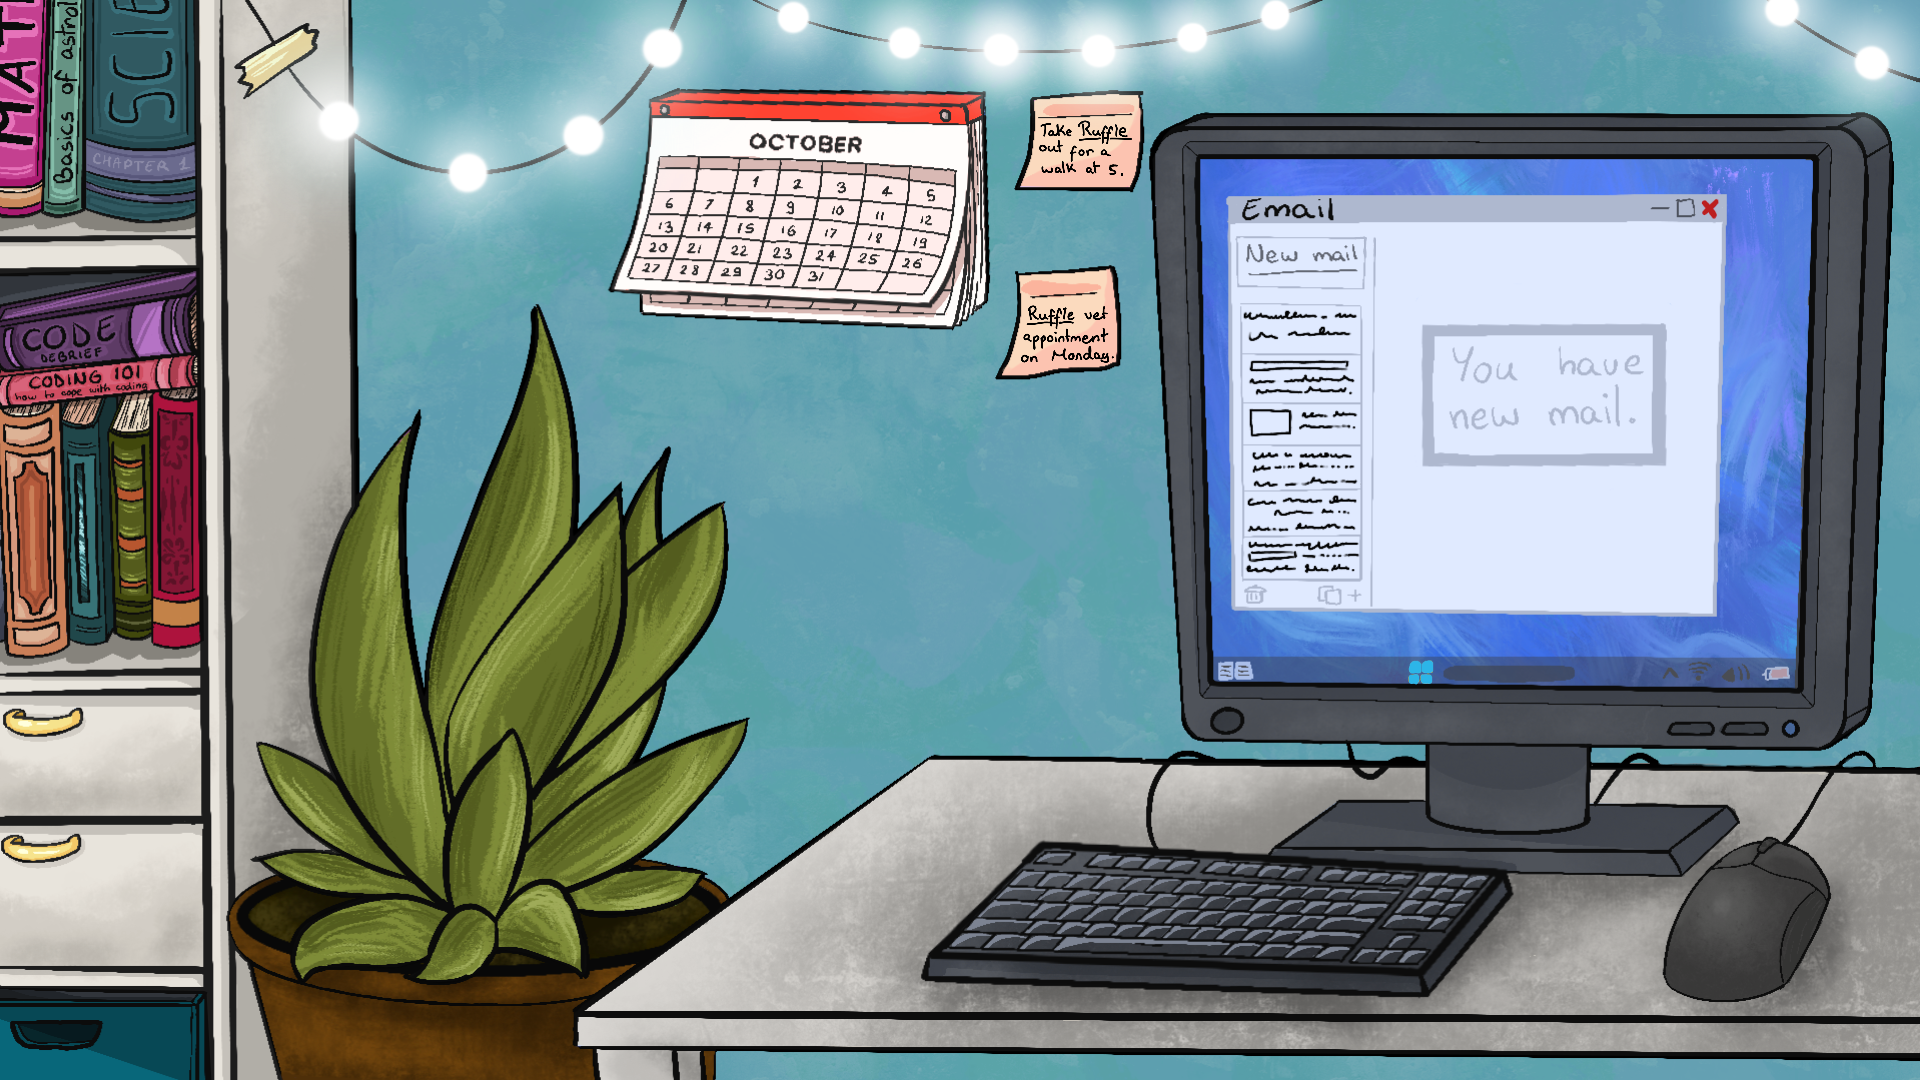 MAT
Basics of astrol
SCIE
CHAPTER 1
CODE
DEBRIEF
CODING 101
how to cope with coding
OCTOBER
1 2 3 4 5
6 7 8 9 10 11 12
13 14 15 16 17 18 19
20 21 22 23 24 25 26
27 28 29 30 31
Take Ruffle
out for a
walk at 5.
Ruffle vet
appointment
on Monday.
Email
New mail
You have
new mail.